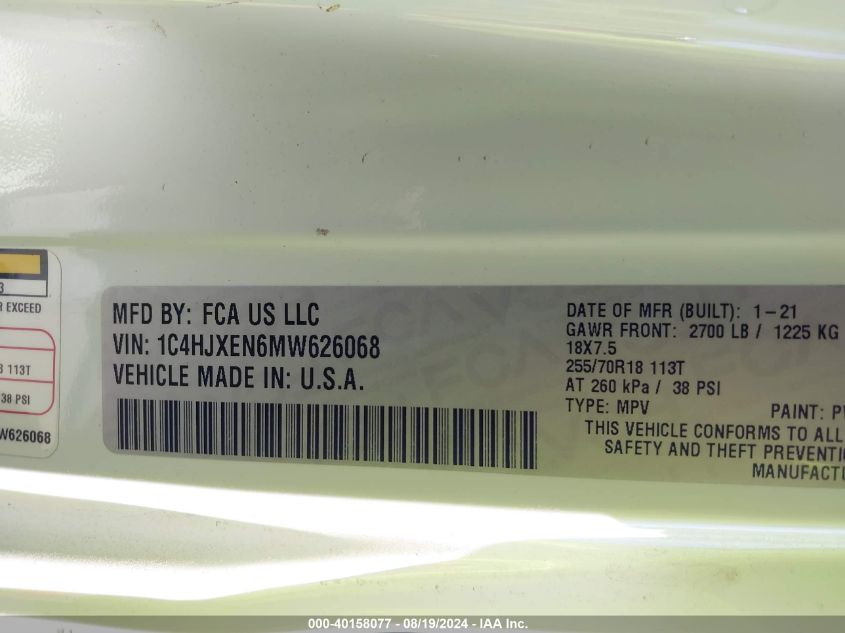 3
R EXCEED
113T
38 PSI
W626068
MFD BY: FCA US LLC
VIN: 1C4HJXEN6MW626068
VEHICLE MADE IN: U.S.A.
DATE OF MFR (BUILT): 1-21
GAWR FRONT: 2700 LB / 1225 KG
18X7.5
255/70R18 113T
AT 260 kPa / 38 PSI
TYPE: MPV PAINT: P
THIS VEHICLE CONFORMS TO ALL
SAFETY AND THEFT PREVENTI
MANUFACTU
000-40158077 - 08/19/2024 - IAA Inc.